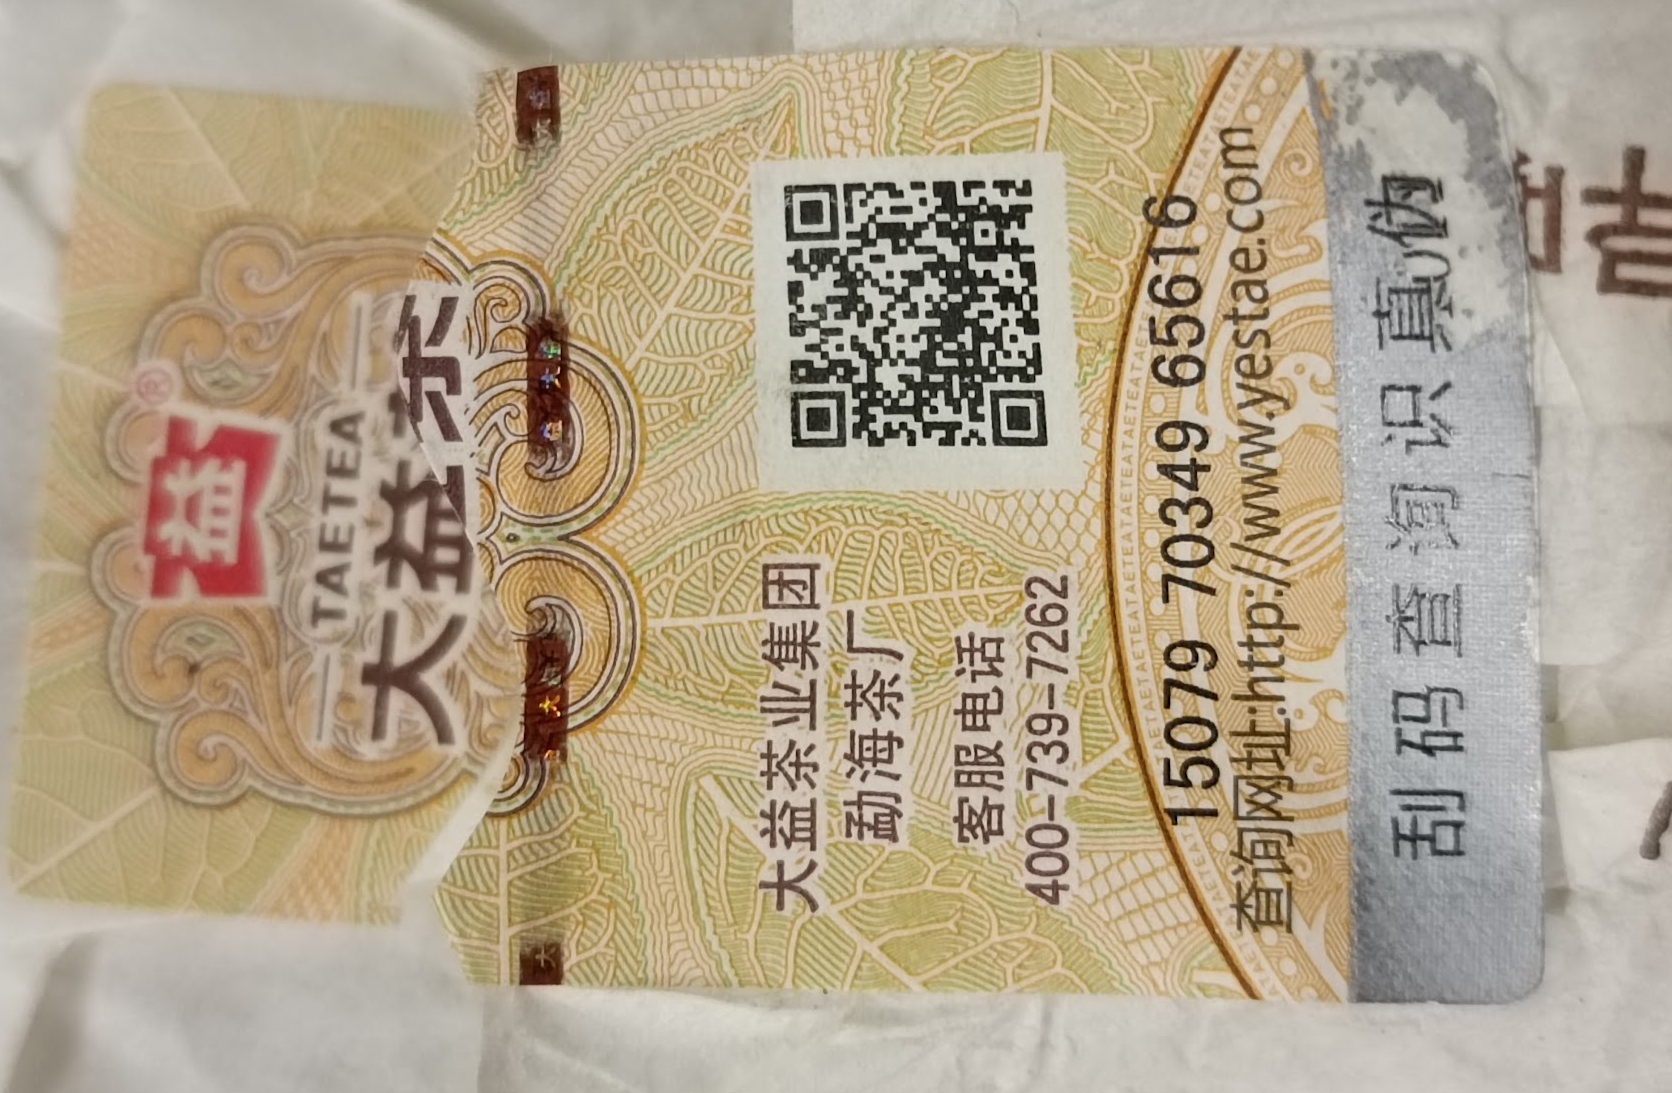 益®
TAETEA
大益茶
大益茶业集团
勐海茶厂
客服电话
400-739-7262
15079 70349 65616
查询网址:http://www.yestae.com
刮码查询识真伪